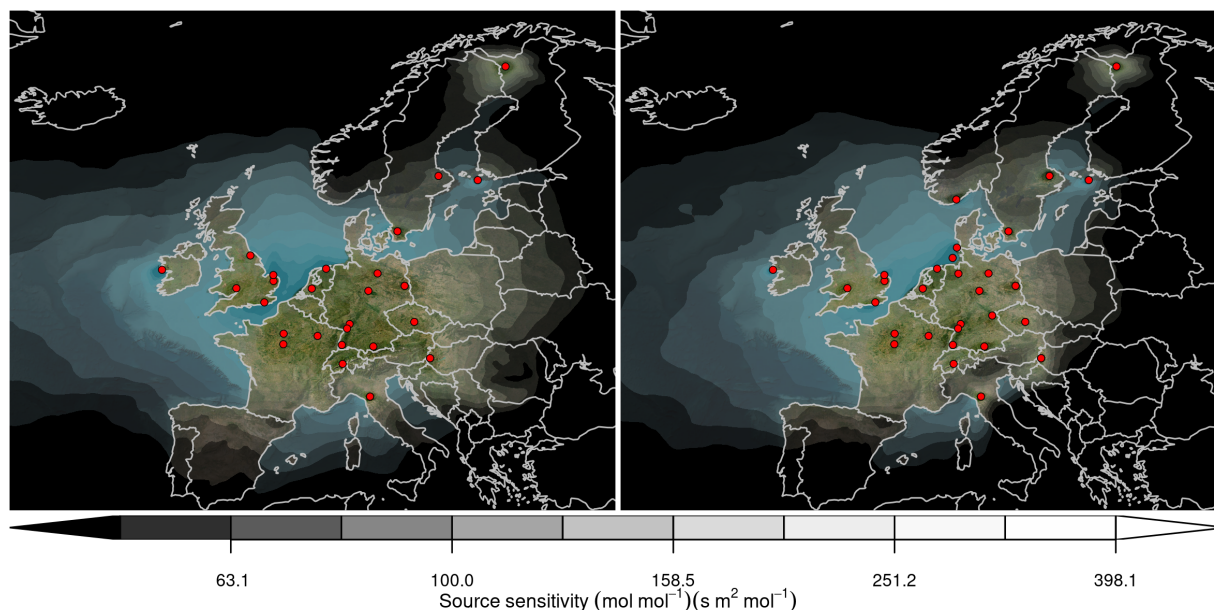 63.1 100.0 158.5 251.2 398.1
Source sensitivity (mol mol⁻¹)(s m² mol⁻¹)